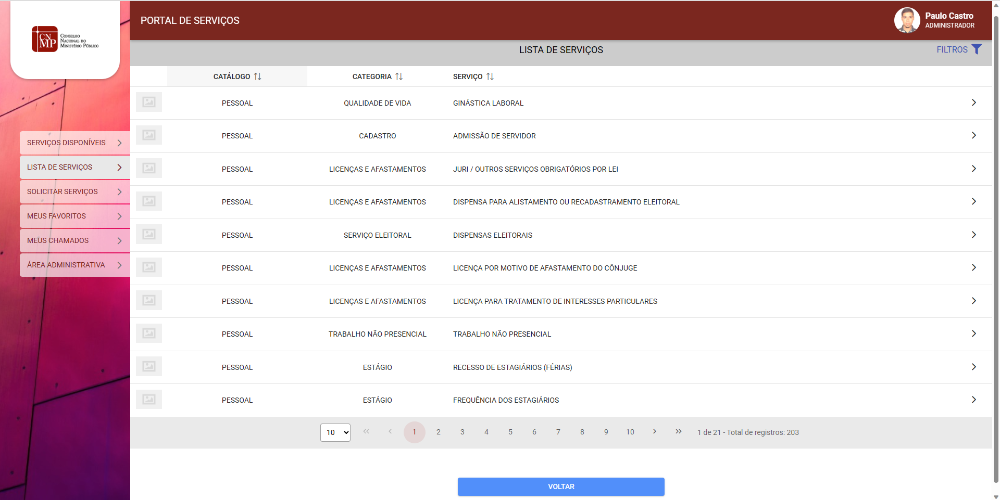 CN
MP
CONSELHO
NACIONAL DO
MINISTÉRIO PÚBLICO
PORTAL DE SERVIÇOS
Paulo Castro
ADMINISTRADOR
LISTA DE SERVIÇOS
FILTROS
SERVIÇOS DISPONÍVEIS
LISTA DE SERVIÇOS
SOLICITAR SERVIÇOS
MEUS FAVORITOS
MEUS CHAMADOS
ÁREA ADMINISTRATIVA
CATÁLOGO CATEGORIA SERVIÇO
PESSOAL QUALIDADE DE VIDA GINÁSTICA LABORAL
PESSOAL CADASTRO ADMISSÃO DE SERVIDOR
PESSOAL LICENÇAS E AFASTAMENTOS JURI / OUTROS SERVIÇOS OBRIGATÓRIOS POR LEI
PESSOAL LICENÇAS E AFASTAMENTOS DISPENSA PARA ALISTAMENTO OU RECADASTRAMENTO ELEITORAL
PESSOAL SERVIÇO ELEITORAL DISPENSAS ELEITORAIS
PESSOAL LICENÇAS E AFASTAMENTOS LICENÇA POR MOTIVO DE AFASTAMENTO DO CÔNJUGE
PESSOAL LICENÇAS E AFASTAMENTOS LICENÇA PARA TRATAMENTO DE INTERESSES PARTICULARES
PESSOAL TRABALHO NÃO PRESENCIAL TRABALHO NÃO PRESENCIAL
PESSOAL ESTÁGIO RECESSO DE ESTAGIÁRIOS (FÉRIAS)
PESSOAL ESTÁGIO FREQUÊNCIA DOS ESTAGIÁRIOS
10 1 2 3 4 5 6 7 8 9 10 1 de 21 - Total de registros: 203
VOLTAR